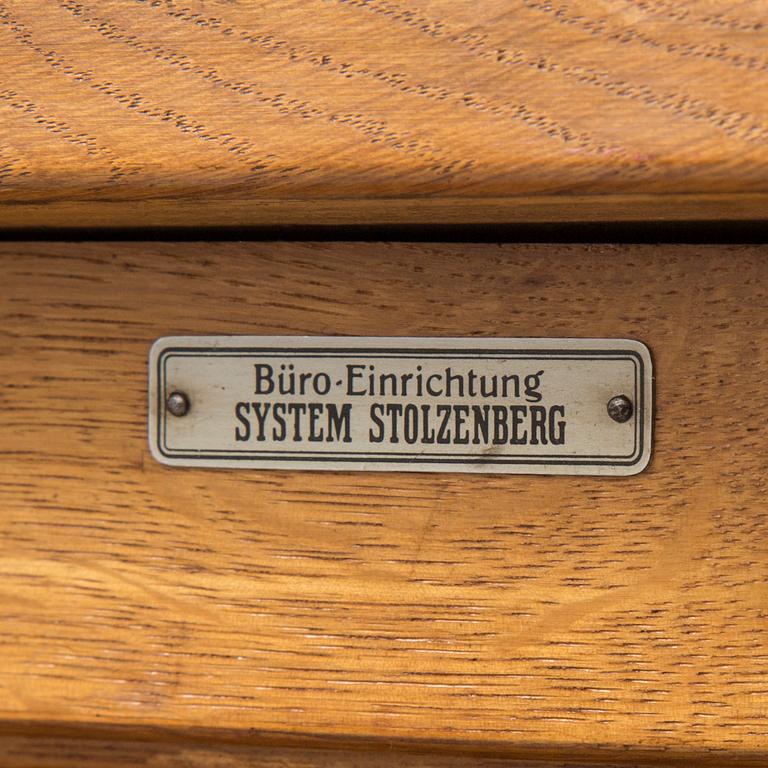 Büro-Einrichtung
SYSTEM STOLZENBERG